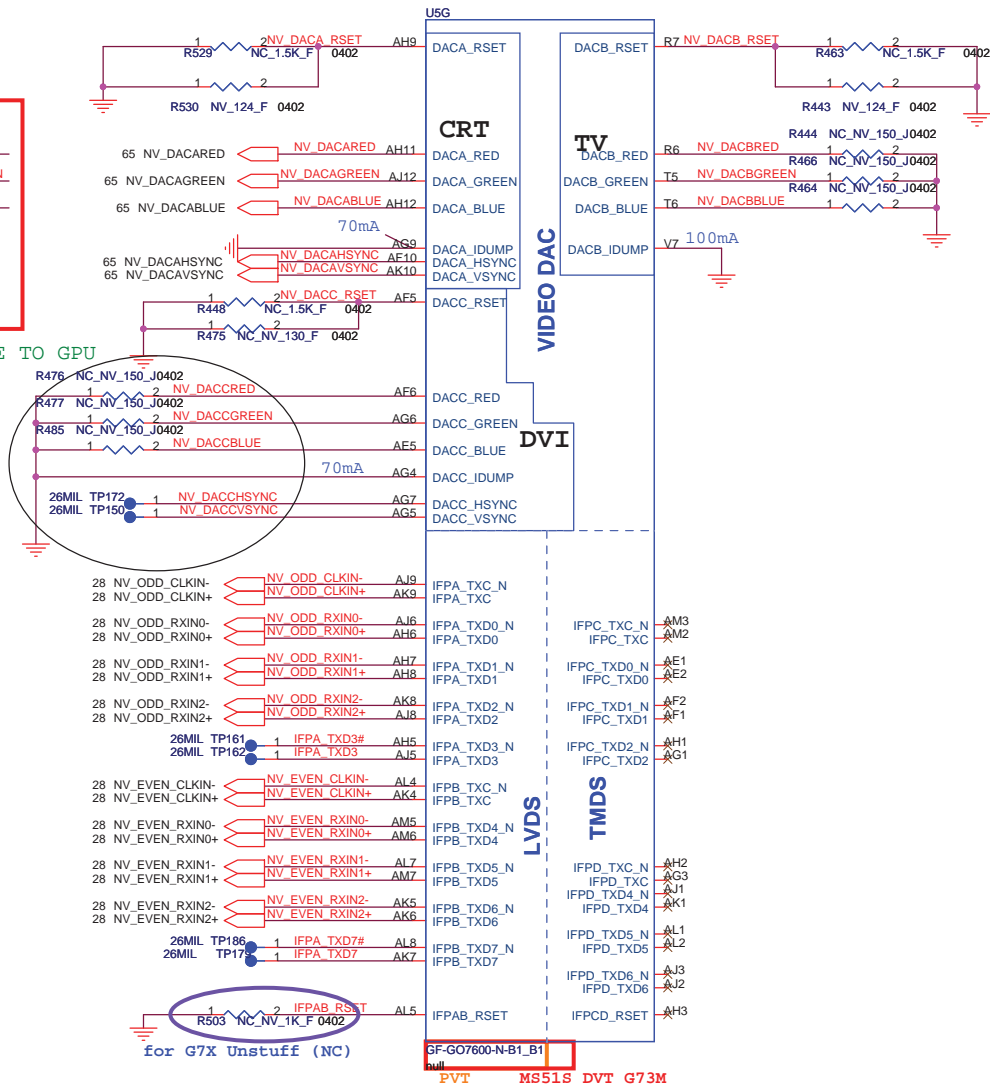 U5G
1 2 NV_DACA_RSET AH9 DACA_RSET
R529 NC_1.5K_F 0402
1 2
R530 NV_124_F 0402
DACB_RSET R7 NV_DACB_RSET 1 2
R463 NC_1.5K_F 0402
1 2
R443 NV_124_F 0402
CRT
TV
65 NV_DACARED NV_DACARED AH11 DACA_RED
65 NV_DACAGREEN NV_DACAGREEN AJ12 DACA_GREEN
65 NV_DACABLUE NV_DACABLUE AH12 DACA_BLUE
70mA
AG9 DACA_IDUMP
65 NV_DACAHSYNC NV_DACAHSYNC AF10 DACA_HSYNC
65 NV_DACAVSYNC NV_DACAVSYNC AK10 DACA_VSYNC
R444 NC_NV_150_J0402
DACB_RED R6 NV_DACBRED 1 2
R466 NC_NV_150_J0402
DACB_GREEN T5 NV_DACBGREEN 1 2
R464 NC_NV_150_J0402
DACB_BLUE T6 NV_DACBBLUE 1 2
DACB_IDUMP V7 100mA
VIDEO DAC
1 2 NV_DACC_RSET AF5 DACC_RSET
R448 NC_1.5K_F 0402
1 2
R475 NC_NV_130_F 0402
E TO GPU
R476 NC_NV_150_J0402
1 2 NV_DACCRED AF6 DACC_RED
R477 NC_NV_150_J0402
1 2 NV_DACCGREEN AG6 DACC_GREEN
R485 NC_NV_150_J0402
1 2 NV_DACCBLUE AE5 DACC_BLUE
DVI
70mA AG4 DACC_IDUMP
26MIL TP172 1 NV_DACCHSYNC AG7 DACC_HSYNC
26MIL TP150 1 NV_DACCVSYNC AG5 DACC_VSYNC
28 NV_ODD_CLKIN- NV_ODD_CLKIN- AJ9 IFPA_TXC_N
28 NV_ODD_CLKIN+ NV_ODD_CLKIN+ AK9 IFPA_TXC
28 NV_ODD_RXIN0- NV_ODD_RXIN0- AJ6 IFPA_TXD0_N
28 NV_ODD_RXIN0+ NV_ODD_RXIN0+ AH6 IFPA_TXD0
28 NV_ODD_RXIN1- NV_ODD_RXIN1- AH7 IFPA_TXD1_N
28 NV_ODD_RXIN1+ NV_ODD_RXIN1+ AH8 IFPA_TXD1
28 NV_ODD_RXIN2- NV_ODD_RXIN2- AK8 IFPA_TXD2_N
28 NV_ODD_RXIN2+ NV_ODD_RXIN2+ AJ8 IFPA_TXD2
26MIL TP161 1 IFPA_TXD3# AH5 IFPA_TXD3_N
26MIL TP162 1 IFPA_TXD3 AJ5 IFPA_TXD3
28 NV_EVEN_CLKIN- NV_EVEN_CLKIN- AL4 IFPB_TXC_N
28 NV_EVEN_CLKIN+ NV_EVEN_CLKIN+ AK4 IFPB_TXC
28 NV_EVEN_RXIN0- NV_EVEN_RXIN0- AM5 IFPB_TXD4_N
28 NV_EVEN_RXIN0+ NV_EVEN_RXIN0+ AM6 IFPB_TXD4
28 NV_EVEN_RXIN1- NV_EVEN_RXIN1- AL7 IFPB_TXD5_N
28 NV_EVEN_RXIN1+ NV_EVEN_RXIN1+ AM7 IFPB_TXD5
28 NV_EVEN_RXIN2- NV_EVEN_RXIN2- AK5 IFPB_TXD6_N
28 NV_EVEN_RXIN2+ NV_EVEN_RXIN2+ AK6 IFPB_TXD6
26MIL TP186 1 IFPA_TXD7# AL8 IFPB_TXD7_N
26MIL 1 IFPA_TXD7 AK7 IFPB_TXD7
1 2 IFPAB_RSET AL5 IFPAB_RSET
R503 NC_NV_1K_F 0402
for G7X Unstuff (NC)
LVDS
TMDS
IFPC_TXC_N AM3
IFPC_TXC AM2
IFPC_TXD0_N AE1
IFPC_TXD0 AE2
IFPC_TXD1_N AF2
IFPC_TXD1 AF1
IFPC_TXD2_N AH1
IFPC_TXD2 AG1
IFPD_TXC_N AH2
IFPD_TXC AG3
IFPD_TXD4_N AJ1
IFPD_TXD4 AK1
IFPD_TXD5_N AL1
IFPD_TXD5 AL2
IFPD_TXD6_N AJ3
IFPD_TXD6 AJ2
IFPCD_RSET AH3
GF-GO7600-N-B1_B1
null
PVT MS51S DVT G73M